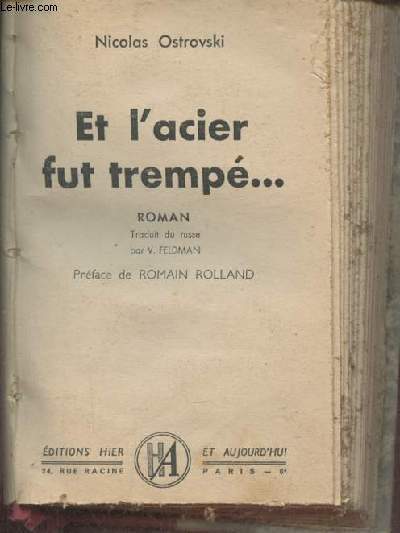 Le-livre.com
Nicolas Ostrovski
Et l'acier
fut trempé...
ROMAN
Traduit du russe
par V. FELDMAN
Préface de ROMAIN ROLLAND
ÉDITIONS HIER HA ET AUJOURD'HUI
24, RUE RACINE PARIS — 6e